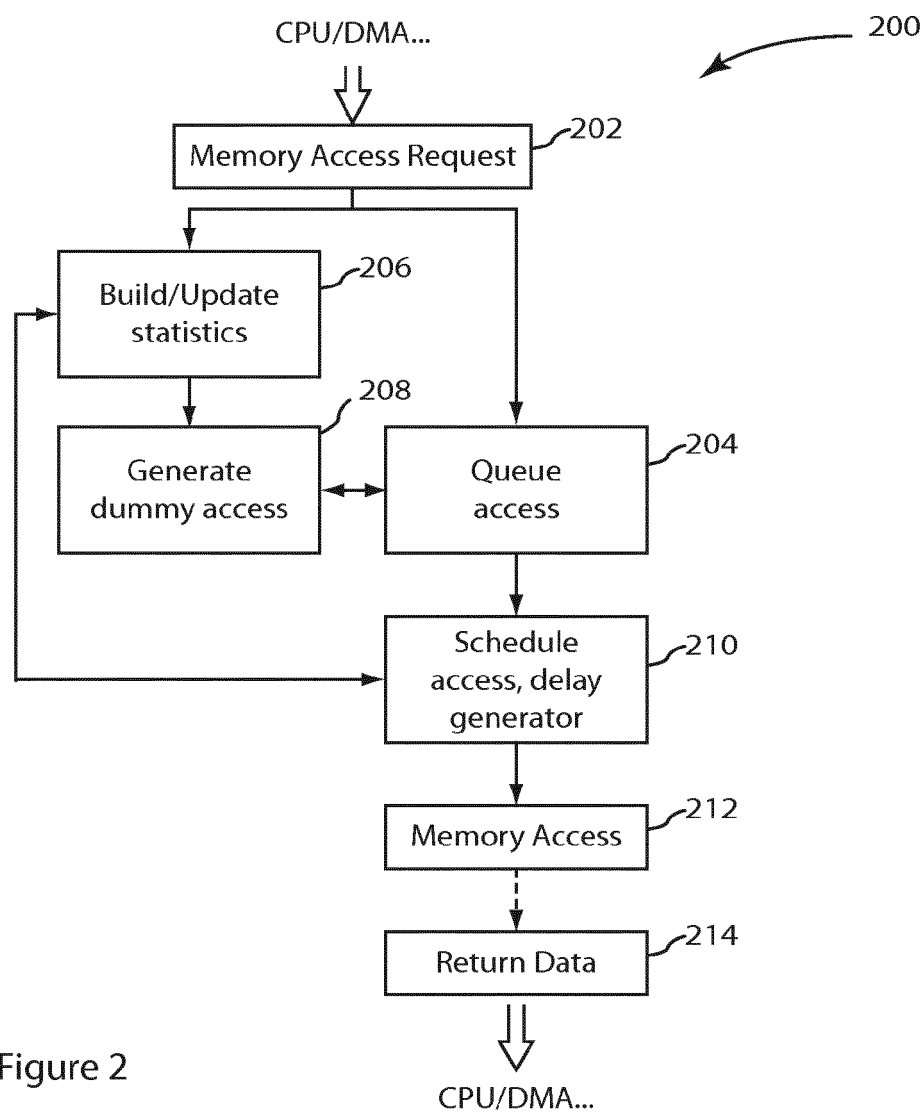 CPU/DMA...
200
Memory Access Request
202
Build/Update
statistics
206
Generate
dummy access
208
Queue
access
204
Schedule
access, delay
generator
210
Memory Access
212
Return Data
214
Figure 2
CPU/DMA...